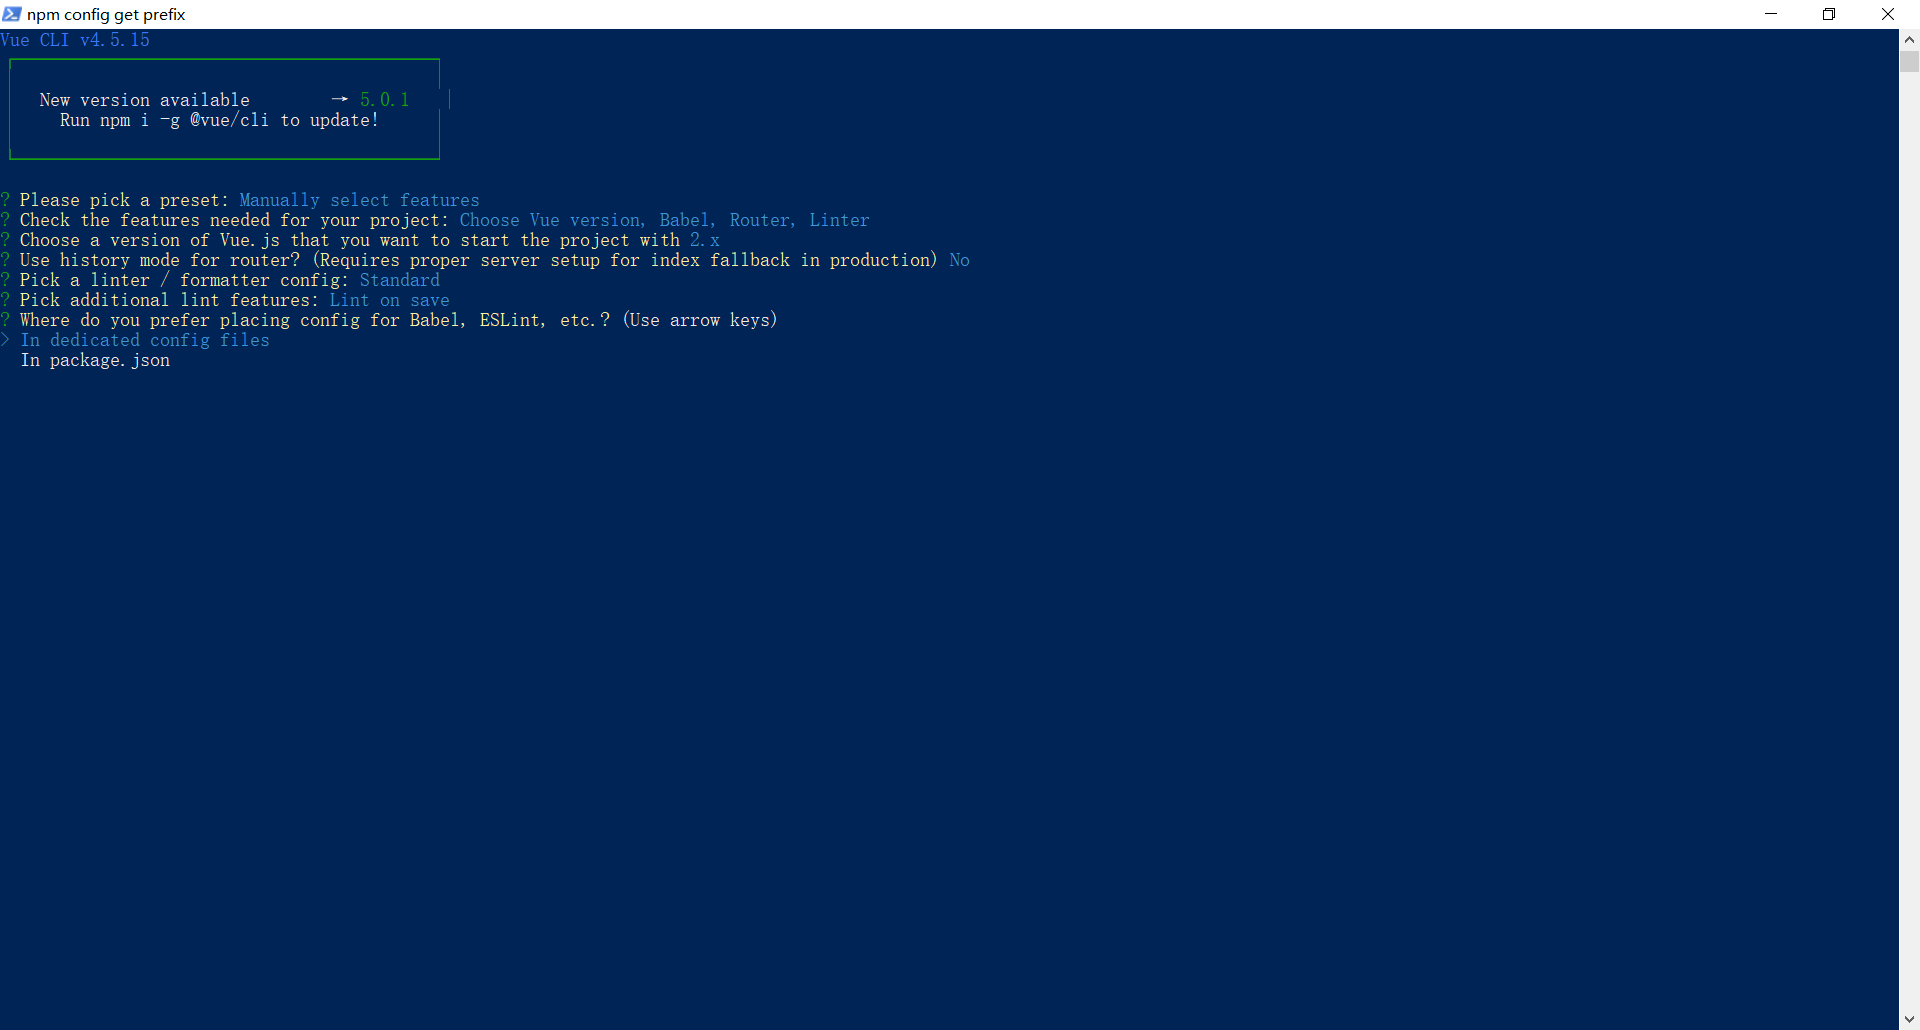 npm config get prefix
Vue CLI v4.5.15
New version available → 5.0.1
Run npm i -g @vue/cli to update!
? Please pick a preset: Manually select features
? Check the features needed for your project: Choose Vue version, Babel, Router, Linter
? Choose a version of Vue.js that you want to start the project with 2.x
? Use history mode for router? (Requires proper server setup for index fallback in production) No
? Pick a linter / formatter config: Standard
? Pick additional lint features: Lint on save
? Where do you prefer placing config for Babel, ESLint, etc.? (Use arrow keys)
> In dedicated config files
In package.json